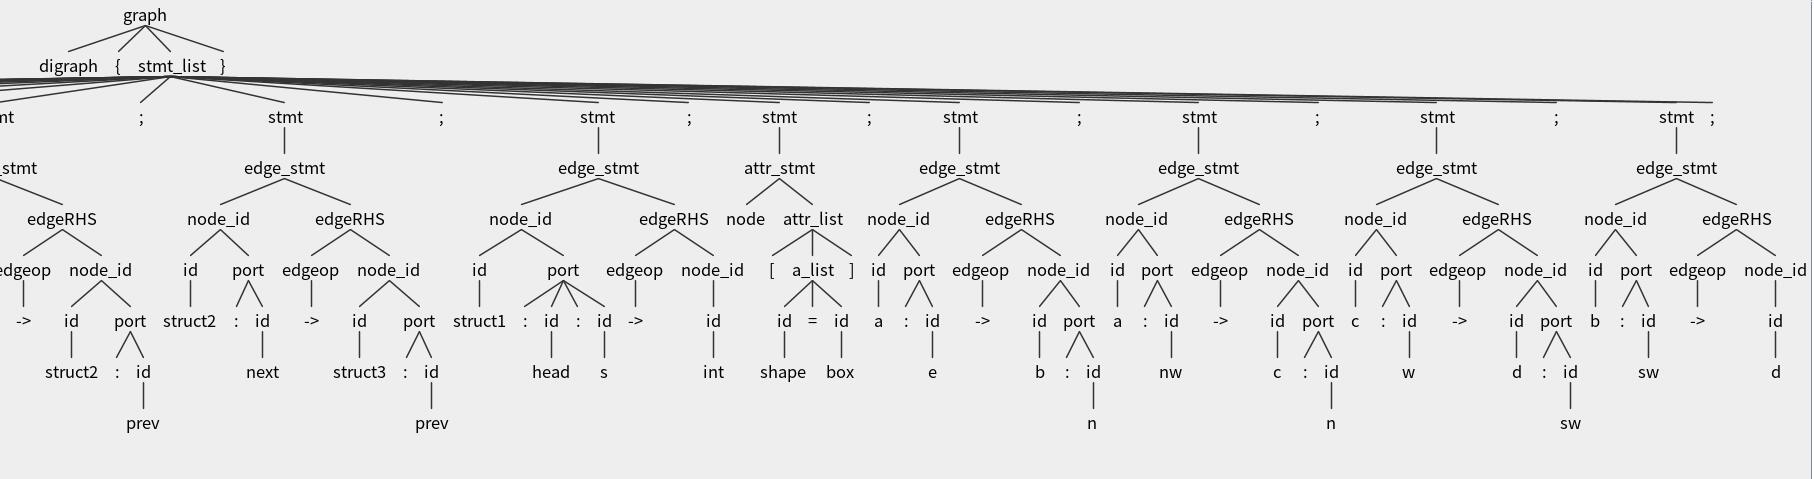 graph
digraph { stmt_list }
; stmt ; stmt ; stmt ; stmt ; stmt ; stmt ; stmt ;
edge_stmt edge_stmt attr_stmt edge_stmt edge_stmt edge_stmt edge_stmt
edgeRHS node_id edgeRHS node_id edgeRHS node attr_list node_id edgeRHS node_id edgeRHS node_id edgeRHS node_id edgeRHS
edgeop node_id id port edgeop node_id id port edgeop node_id [ a_list ] id port edgeop node_id id port edgeop node_id id port edgeop node_id id port edgeop node_id
-> id port struct2 : id -> id port struct1 : id : id -> id id = id a : id -> id port a : id -> id port c : id -> id port b : id -> id
struct2 : id next struct3 : id head s int shape box e b : id nw c : id w d : id sw d
prev prev n n sw